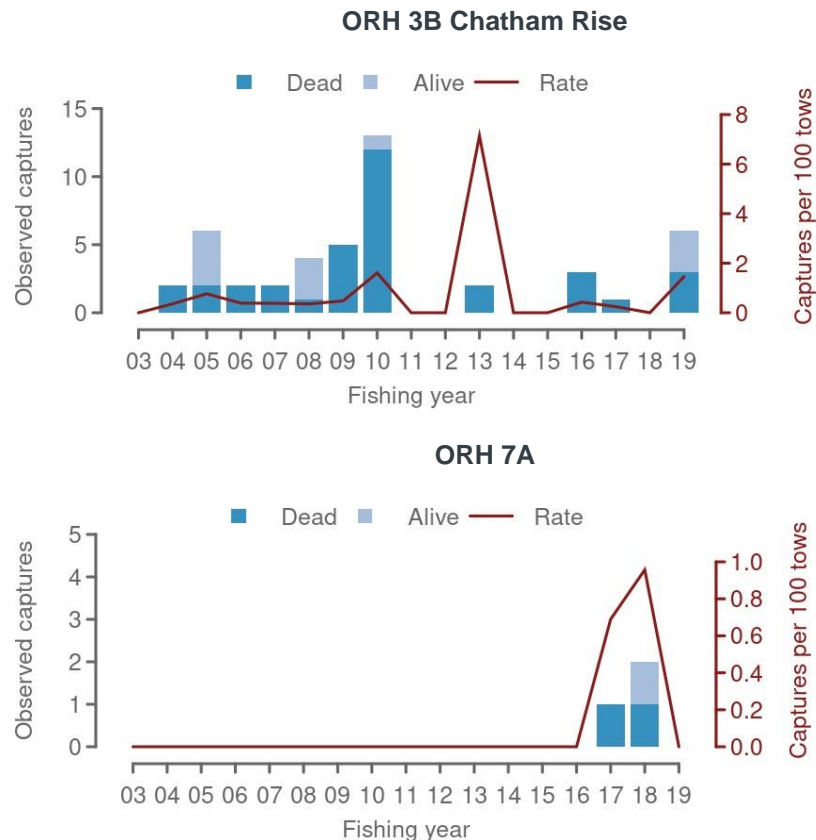 ORH 3B Chatham Rise
Dead Alive Rate
Observed captures
15
10
5
0
8
6
4
2
0
Captures per 100 tows
03 04 05 06 07 08 09 10 11 12 13 14 15 16 17 18 19
Fishing year
ORH 7A
Dead Alive Rate
Observed captures
5
4
3
2
1
0
1.0
0.8
0.6
0.4
0.2
0.0
Captures per 100 tows
03 04 05 06 07 08 09 10 11 12 13 14 15 16 17 18 19
Fishing year